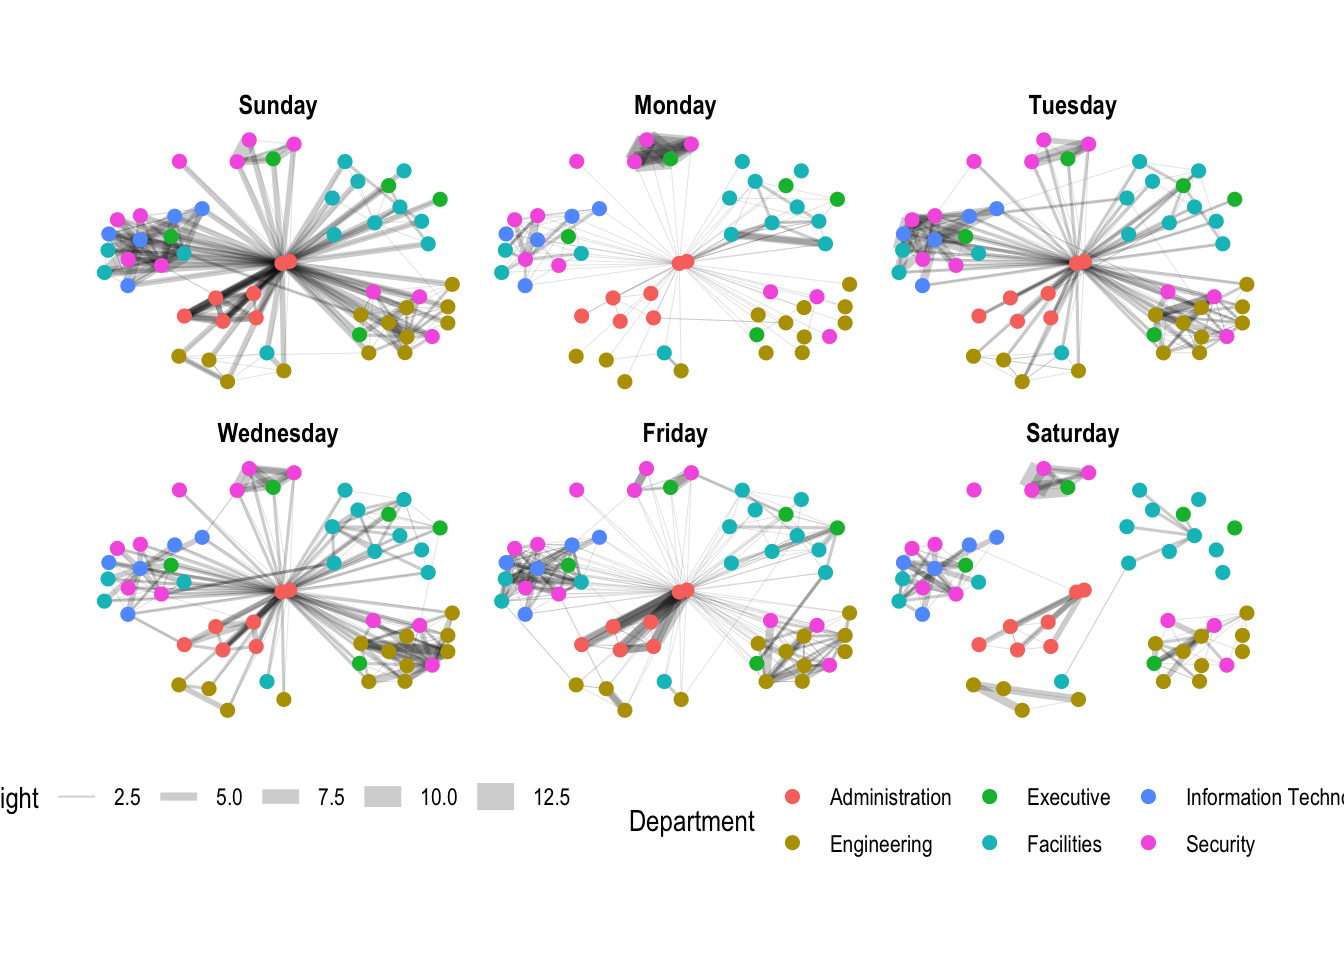 Sunday Monday Tuesday
Wednesday Friday Saturday
ight 2.5 5.0 7.5 10.0 12.5
Department
Administration Executive Information Techno
Engineering Facilities Security